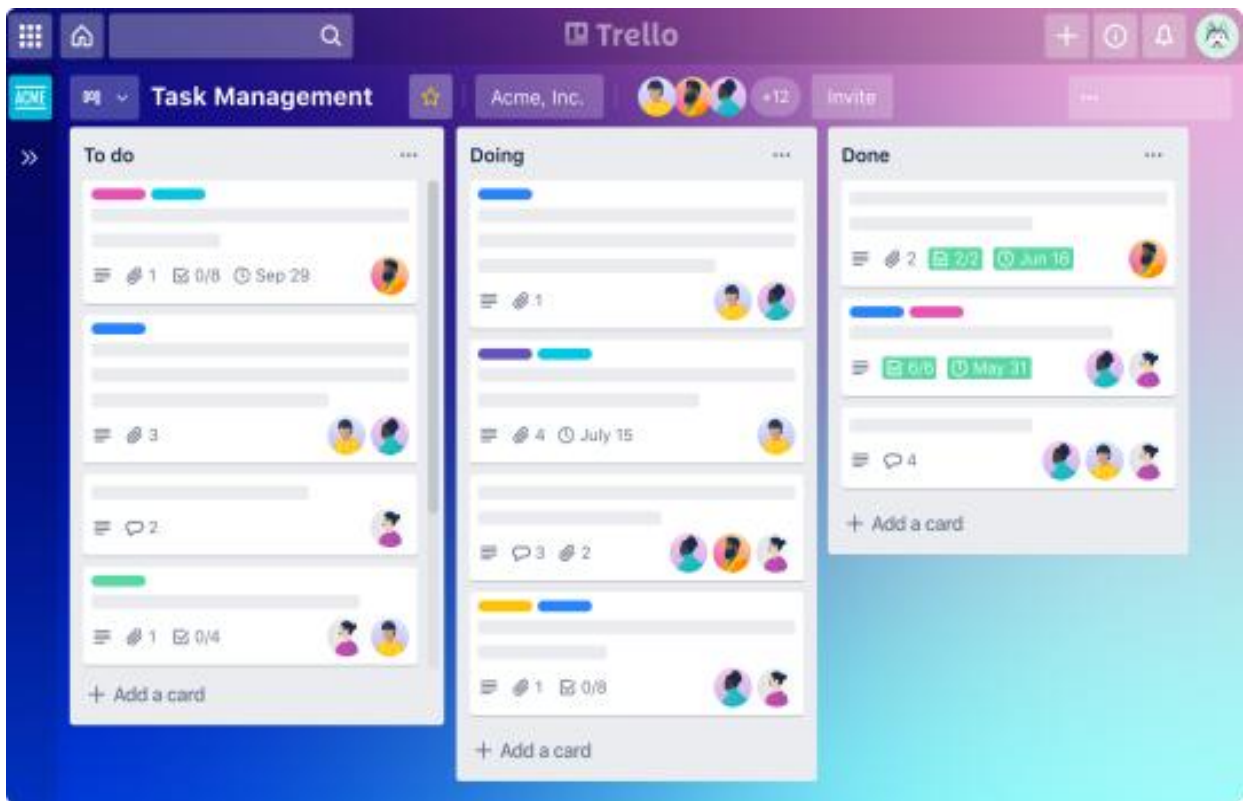 Trello
ACME
Task Management
Acme, Inc.
+12
Invite
To do
1
0/8
Sep 29
3
2
1
0/4
+ Add a card
Doing
1
4
July 15
3
2
1
0/8
+ Add a card
Done
2
2/2
Jun 16
6/6
May 31
4
+ Add a card